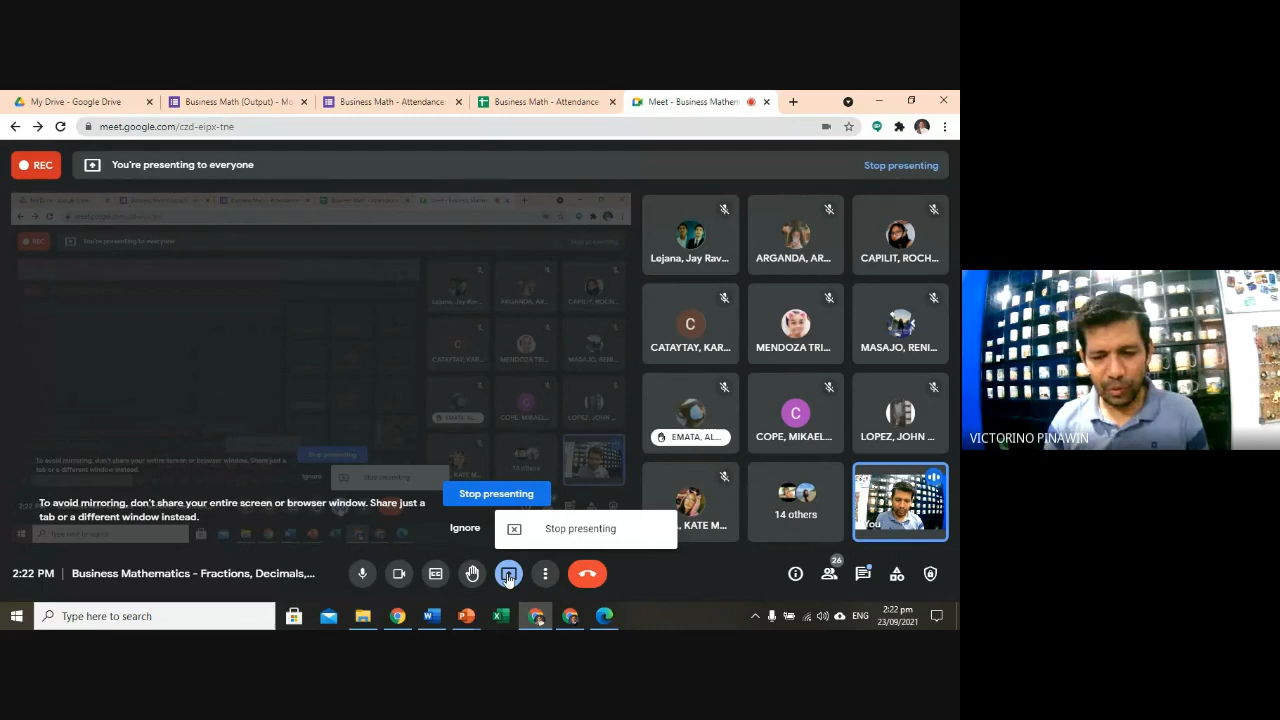 My Drive - Google Drive
Business Math (Output) - Mo
Business Math - Attendance
Business Math - Attendance
Meet - Business Mathem
meet.google.com/czd-eipx-tne
REC
You're presenting to everyone
Stop presenting
Lejana, Jay Rav...
ARGANDA, AR...
CAPILIT, ROCH...
C
CATAYTAY, KAR...
MENDOZA TRI...
MASAJO, RENI...
EMATA, AL...
C
COPE, MIKAEL...
LOPEZ, JOHN ...
, KATE M...
14 others
You
VICTORINO PINAWIN
To avoid mirroring, don't share your entire screen or browser window. Share just a
tab or a different window instead.
Stop presenting
Ignore
Stop presenting
2:22 PM | Business Mathematics - Fractions, Decimals,...
26
Type here to search
ENG
2:22 pm
23/09/2021